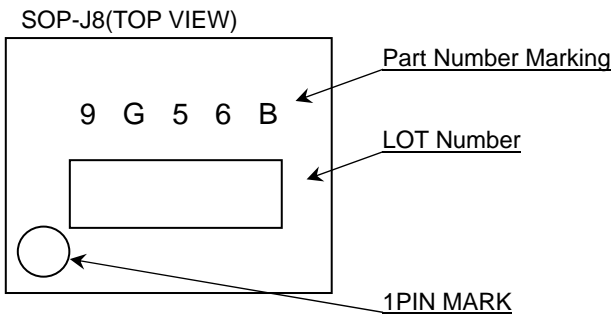 SOP-J8(TOP VIEW)
Part Number Marking
9 G 5 6 B
LOT Number
1PIN MARK